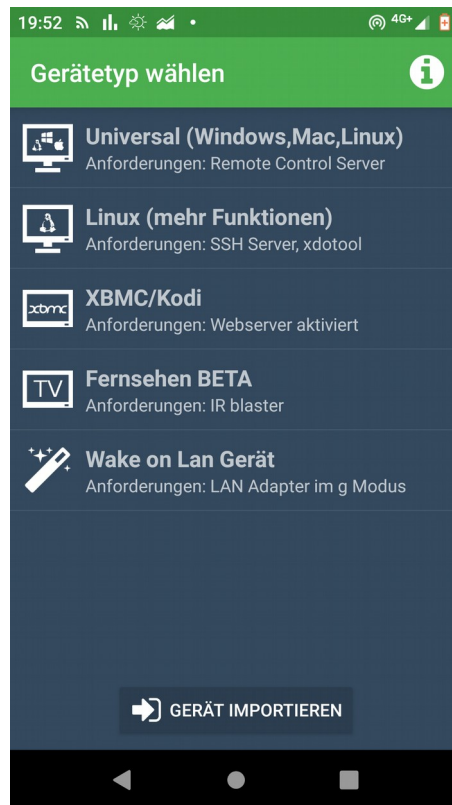 19:52
4G+
Gerätetyp wählen
Universal (Windows,Mac,Linux)
Anforderungen: Remote Control Server
Linux (mehr Funktionen)
Anforderungen: SSH Server, xdotool
xbmc
XBMC/Kodi
Anforderungen: Webserver aktiviert
TV
Fernsehen BETA
Anforderungen: IR blaster
Wake on Lan Gerät
Anforderungen: LAN Adapter im g Modus
GERÄT IMPORTIEREN